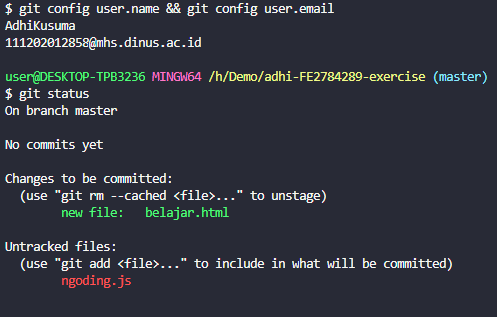 $ git config user.name && git config user.email
AdhiKusuma
111202012858@mhs.dinus.ac.id
user@DESKTOP-TPB3236 MINGW64 /h/Demo/adhi-FE2784289-exercise (master)
$ git status
On branch master
No commits yet
Changes to be committed:
(use "git rm --cached <file>..." to unstage)
new file: belajar.html
Untracked files:
(use "git add <file>..." to include in what will be committed)
ngoding.js